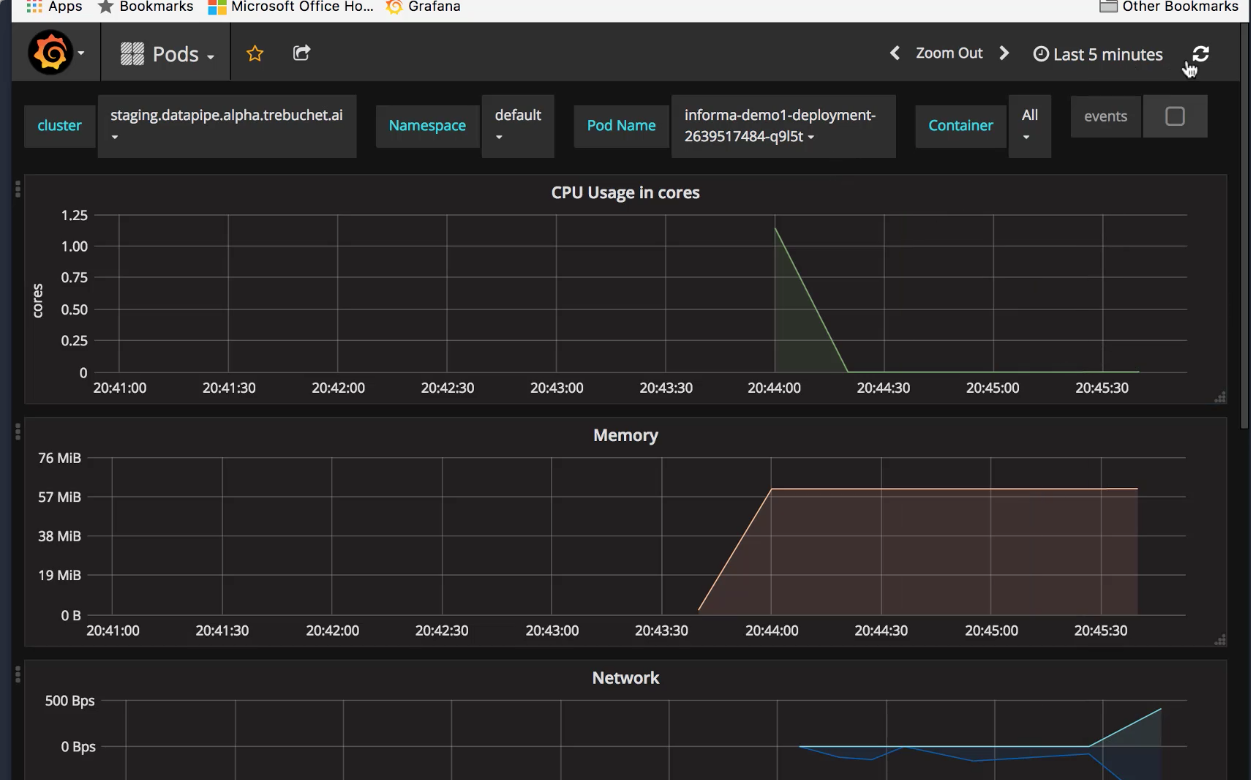 Apps Bookmarks Microsoft Office Ho... Grafana Other Bookmarks
Pods Zoom Out Last 5 minutes
cluster staging.datapipe.alpha.trebuchet.ai Namespace default Pod Name informa-demo1-deployment-
2639517484-q9l5t Container All events
CPU Usage in cores
cores
1.25
1.00
0.75
0.50
0.25
0
20:41:00 20:41:30 20:42:00 20:42:30 20:43:00 20:43:30 20:44:00 20:44:30 20:45:00 20:45:30
Memory
76 MiB
57 MiB
38 MiB
19 MiB
0 B
20:41:00 20:41:30 20:42:00 20:42:30 20:43:00 20:43:30 20:44:00 20:44:30 20:45:00 20:45:30
Network
500 Bps
0 Bps